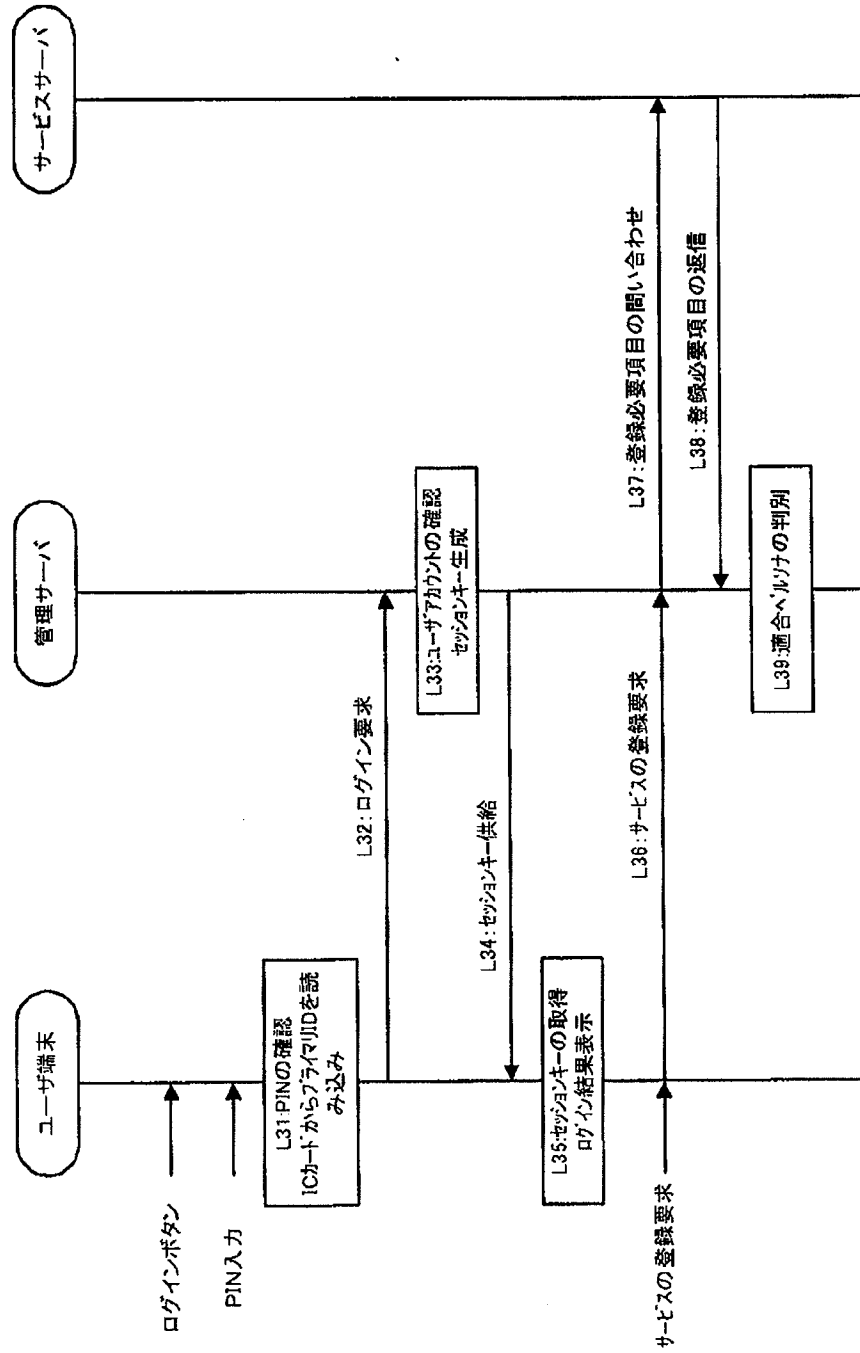 ユーザ端末
管理サーバ
サービスサーバ
ログインボタン
PIN入力
L31:PINの確認
ICカードからプライマリIDを読
み込み
L32:ログイン要求
L33:ユーザアカウントの確認
セッションキー生成
L34:セッションキー供給
L35:セッションキーの取得
ログイン結果表示
サービスの登録要求
L36:サービスの登録要求
L37:登録必要項目の問い合わせ
L38:登録必要項目の返信
L39:適合ペルソナの判別